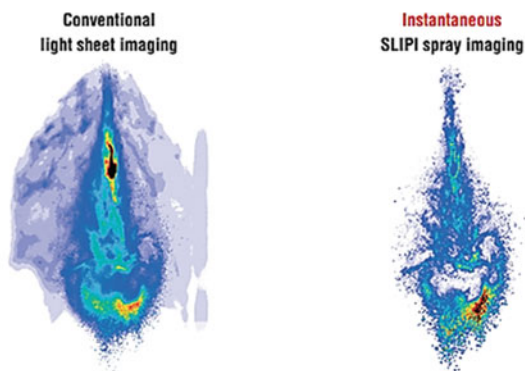 Conventional
light sheet imaging
Instantaneous
SLIPI spray imaging